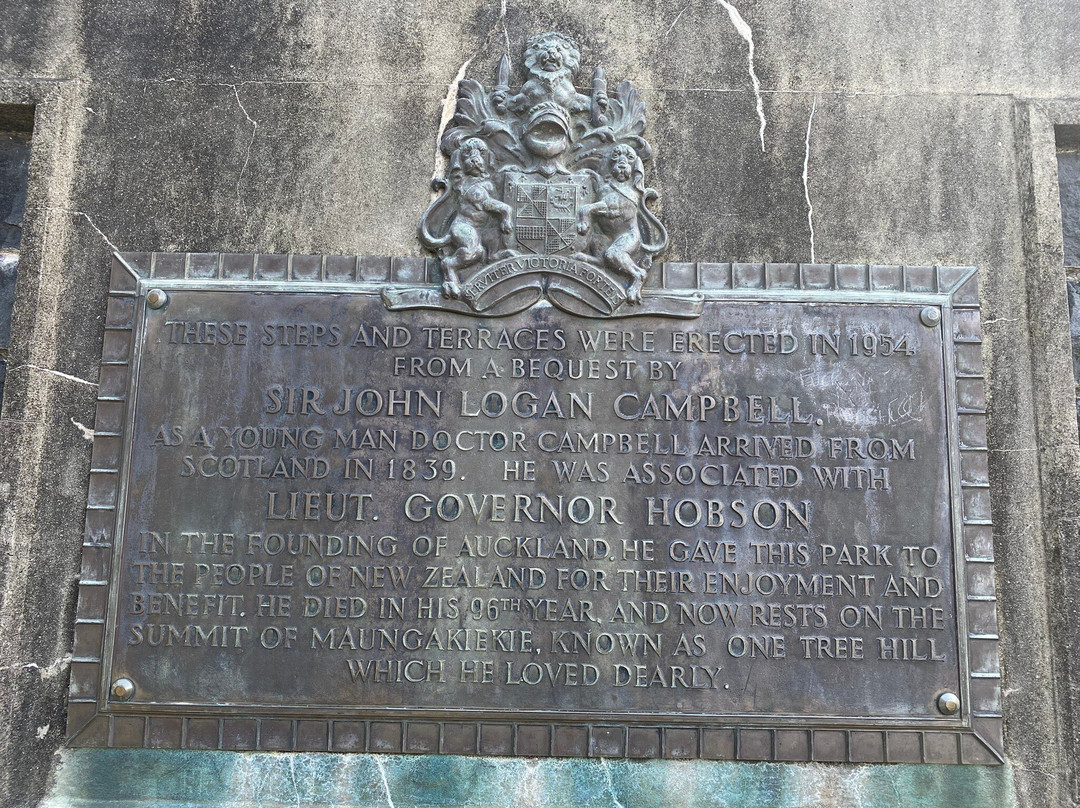 VICTORIA FORTES
THESE STEPS AND TERRACES WERE ERECTED IN 1954.
FROM A BEQUEST BY
SIR JOHN LOGAN CAMPBELL.
AS A YOUNG MAN DOCTOR CAMPBELL ARRIVED FROM
SCOTLAND IN 1839. HE WAS ASSOCIATED WITH
LIEUT. GOVERNOR HOBSON
IN THE FOUNDING OF AUCKLAND. HE GAVE THIS PARK TO
THE PEOPLE OF NEW ZEALAND FOR THEIR ENJOYMENT AND
BENEFIT. HE DIED IN HIS 96TH YEAR, AND NOW RESTS ON THE
SUMMIT OF MAUNGAKIEKIE, KNOWN AS ONE TREE HILL
WHICH HE LOVED DEARLY.